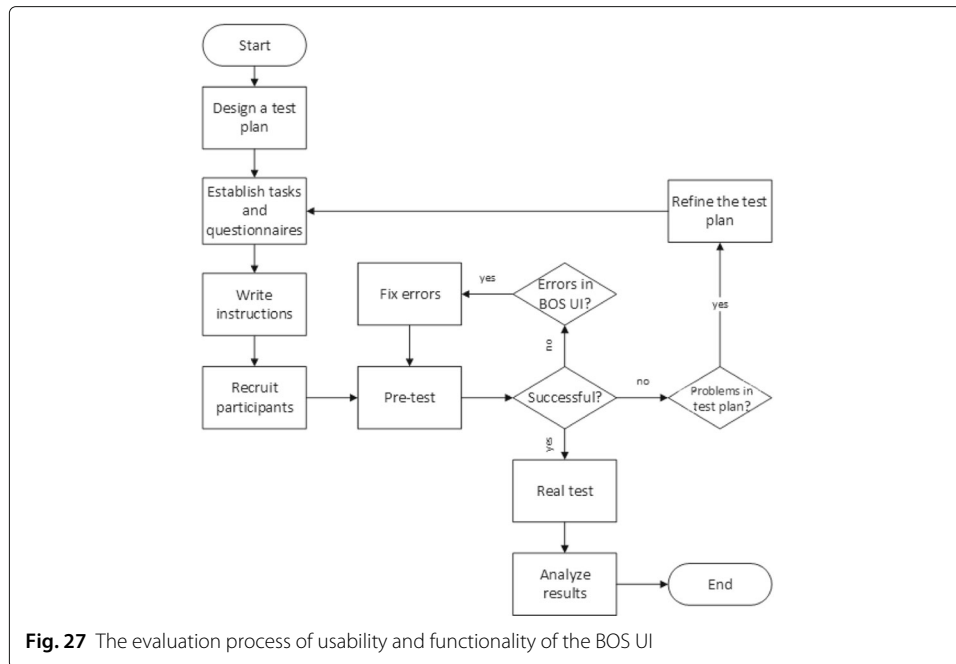 Start
Design a test
plan
Establish tasks
and
questionnaires
Refine the test
plan
Write
instructions
Fix errors
yes
Errors in
BOS UI?
yes
no
Recruit
participants
Pre-test
Successful?
no
Problems in
test plan?
yes
Real test
Analyze
results
End
Fig. 27 The evaluation process of usability and functionality of the BOS UI